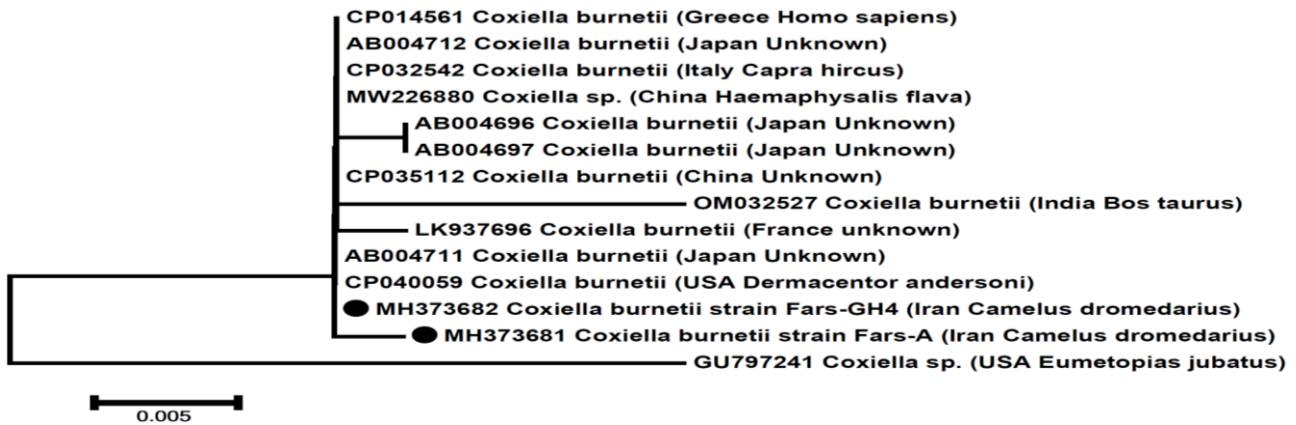 CP014561 Coxiella burnetii (Greece Homo sapiens)
AB004712 Coxiella burnetii (Japan Unknown)
CP032542 Coxiella burnetii (Italy Capra hircus)
MW226880 Coxiella sp. (China Haemaphysalis flava)
AB004696 Coxiella burnetii (Japan Unknown)
AB004697 Coxiella burnetii (Japan Unknown)
CP035112 Coxiella burnetii (China Unknown)
OM032527 Coxiella burnetii (India Bos taurus)
LK937696 Coxiella burnetii (France unknown)
AB004711 Coxiella burnetii (Japan Unknown)
CP040059 Coxiella burnetii (USA Dermacentor andersoni)
MH373682 Coxiella burnetii strain Fars-GH4 (Iran Camelus dromedarius)
MH373681 Coxiella burnetii strain Fars-A (Iran Camelus dromedarius)
GU797241 Coxiella sp. (USA Eumetopias jubatus)
0.005